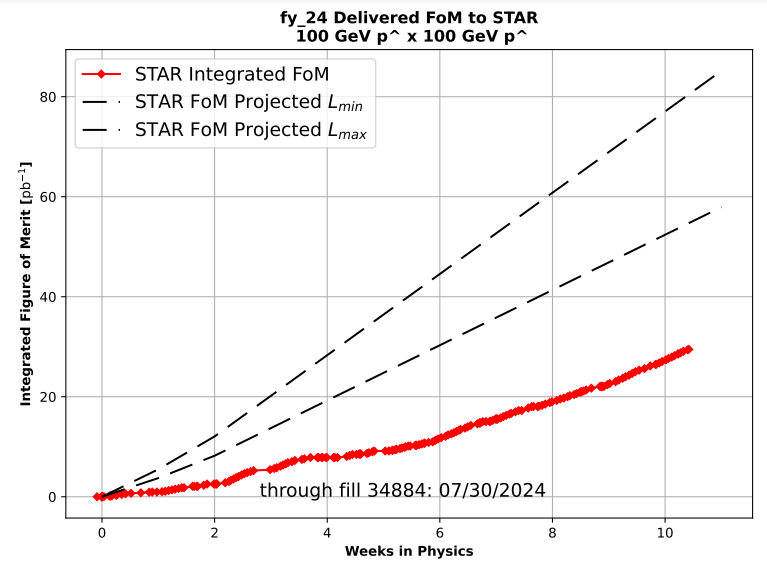 fy_24 Delivered FoM to STAR
100 GeV p^ x 100 GeV p^
STAR Integrated FoM
STAR FoM Projected L_min
STAR FoM Projected L_max
Integrated Figure of Merit [pb⁻¹]
80
60
40
20
0
through fill 34884: 07/30/2024
0 2 4 6 8 10
Weeks in Physics